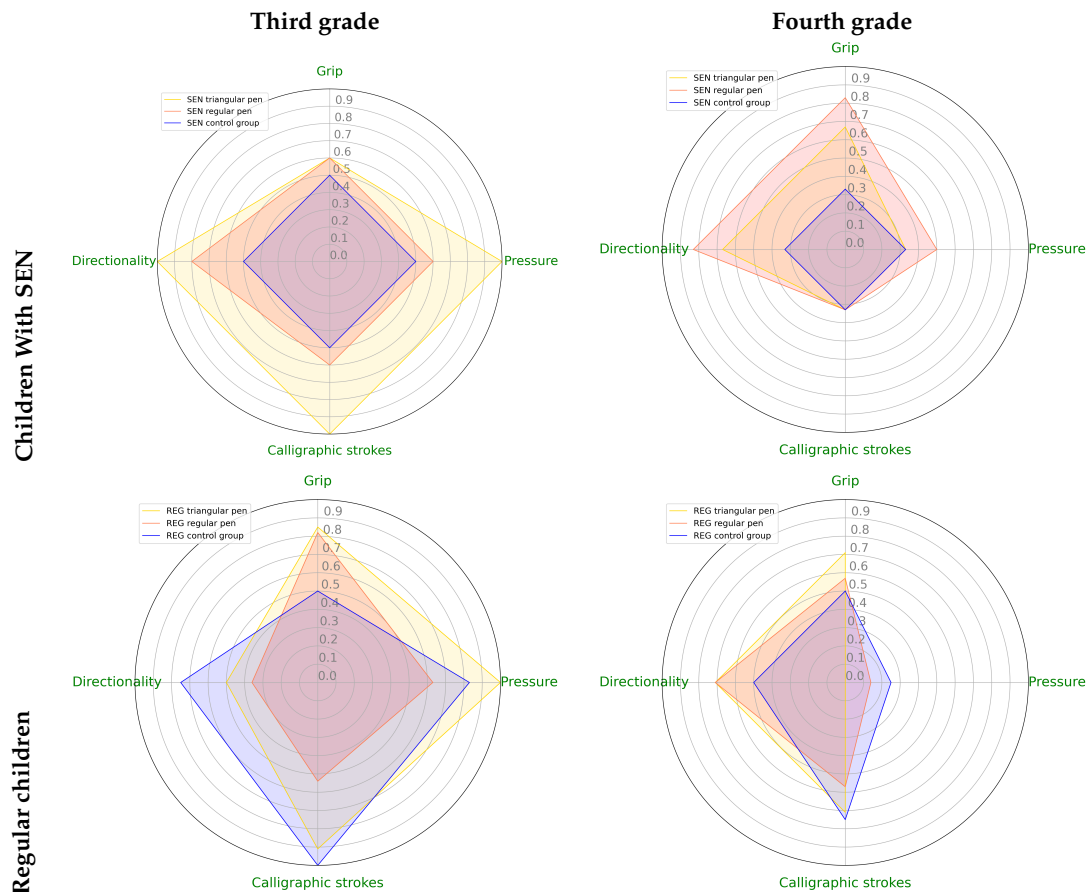 Third grade
Fourth grade
Children With SEN
Grip
SEN triangular pen
SEN regular pen
SEN control group
0.9
0.8
0.7
0.6
0.5
0.4
0.3
0.2
0.1
0.0
Directionality
Pressure
Calligraphic strokes
Grip
SEN triangular pen
SEN regular pen
SEN control group
0.9
0.8
0.7
0.6
0.5
0.4
0.3
0.2
0.1
0.0
Directionality
Pressure
Calligraphic strokes
Regular children
Grip
REG triangular pen
REG regular pen
REG control group
0.9
0.8
0.7
0.6
0.5
0.4
0.3
0.2
0.1
0.0
Directionality
Pressure
Calligraphic strokes
Grip
REG triangular pen
REG regular pen
REG control group
0.9
0.8
0.7
0.6
0.5
0.4
0.3
0.2
0.1
0.0
Directionality
Pressure
Calligraphic strokes